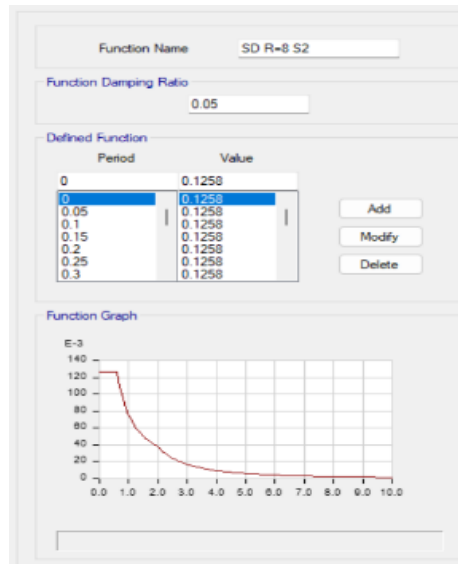 Function Name SD R=8 S2
Function Damping Ratio
0.05
Defined Function
Period Value
0 0.1258
0 0.1258
0.05 0.1258
0.1 0.1258
0.15 0.1258
0.2 0.1258
0.25 0.1258
0.3 0.1258
Add
Modify
Delete
Function Graph
E-3
140
120
100
80
60
40
20
0
0.0 1.0 2.0 3.0 4.0 5.0 6.0 7.0 8.0 9.0 10.0